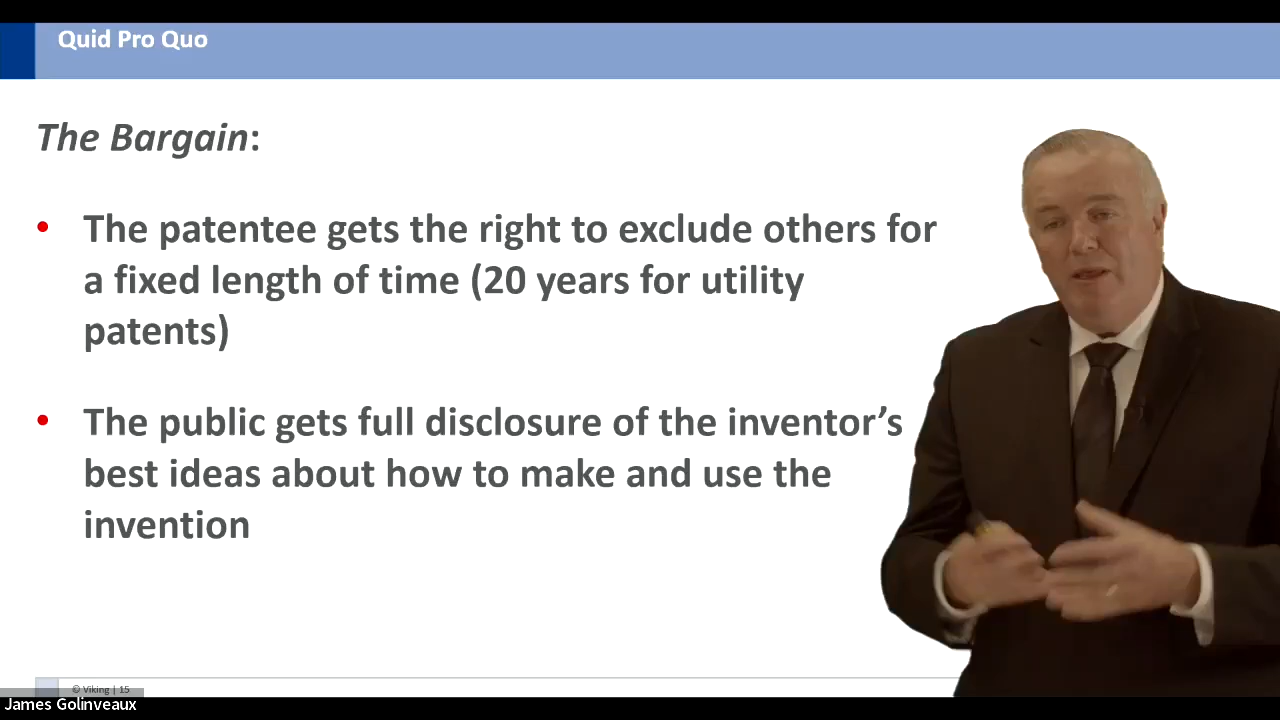 Quid Pro Quo
The Bargain:
• The patentee gets the right to exclude others for
a fixed length of time (20 years for utility
patents)
• The public gets full disclosure of the inventor’s
best ideas about how to make and use the
invention
© Viking | 15
James Golinveaux